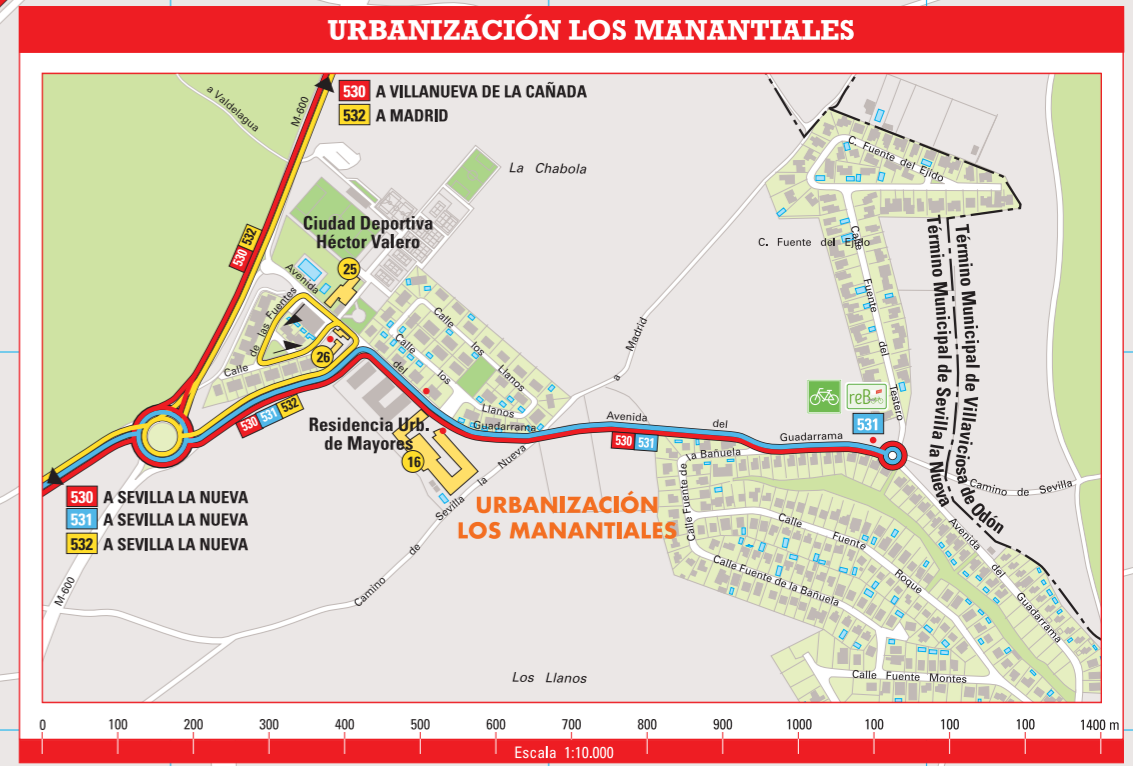 URBANIZACIÓN LOS MANANTIALES
530 A VILLANUEVA DE LA CAÑADA
532 A MADRID
a Valdelagua
M-600
La Chabola
C. Fuente del Ejido
Ciudad Deportiva
Héctor Valero
530 532
25
Avenida
C. Fuente del Ejido
Calle Fuente del Testero
Término Municipal de Villaviciosa de Odón
Término Municipal de Sevilla la Nueva
Calle de las Fuentes
26
Calle los Llanos
Calle los Llanos
del
a Madrid
530 531 532
Residencia Urb.
de Mayores
16
Guadarrama
Avenida del Guadarrama
530 531
reB
531
la Bañuela
Calle Fuente de
Camino de Sevilla
530 A SEVILLA LA NUEVA
531 A SEVILLA LA NUEVA
532 A SEVILLA LA NUEVA
URBANIZACIÓN
LOS MANANTIALES
Camino de Sevilla la Nueva
Calle Fuente Roque
Avenida del Guadarrama
Calle Fuente de la Bañuela
M-600
Los Llanos
Calle Fuente Montes
0 100 200 300 400 500 600 700 800 900 1000 100 100 100 1400 m
Escala 1:10.000